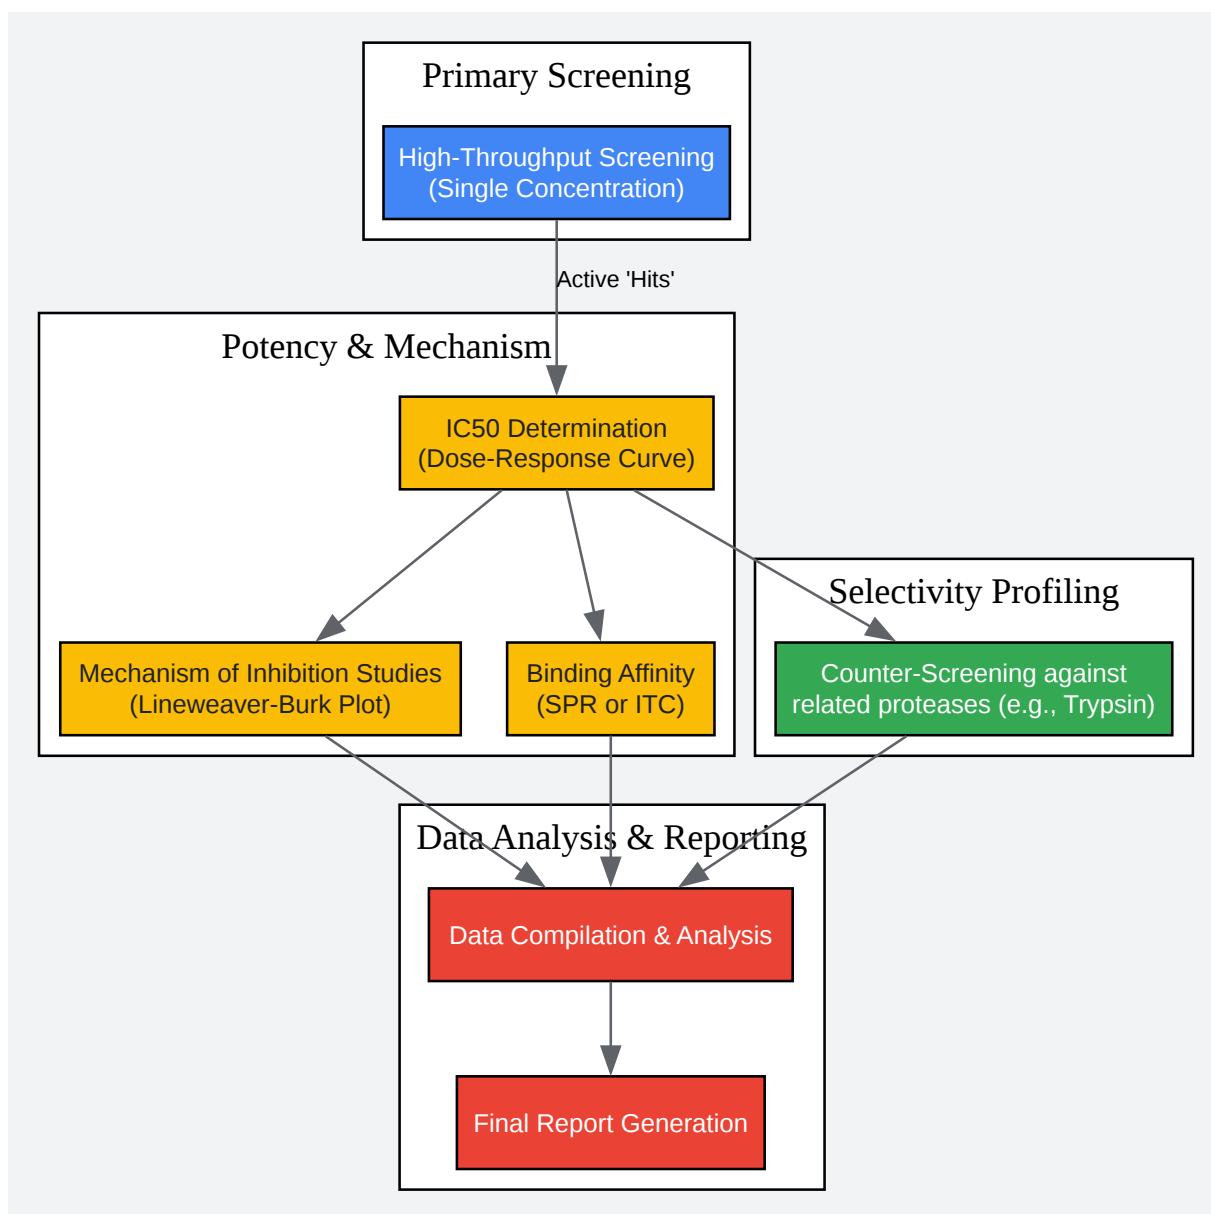 Primary Screening
High-Throughput Screening
(Single Concentration)
Active 'Hits'
Potency & Mechanism
IC50 Determination
(Dose-Response Curve)
Selectivity Profiling
Mechanism of Inhibition Studies
(Lineweaver-Burk Plot)
Binding Affinity
(SPR or ITC)
Counter-Screening against
related proteases (e.g., Trypsin)
Data Analysis & Reporting
Data Compilation & Analysis
Final Report Generation